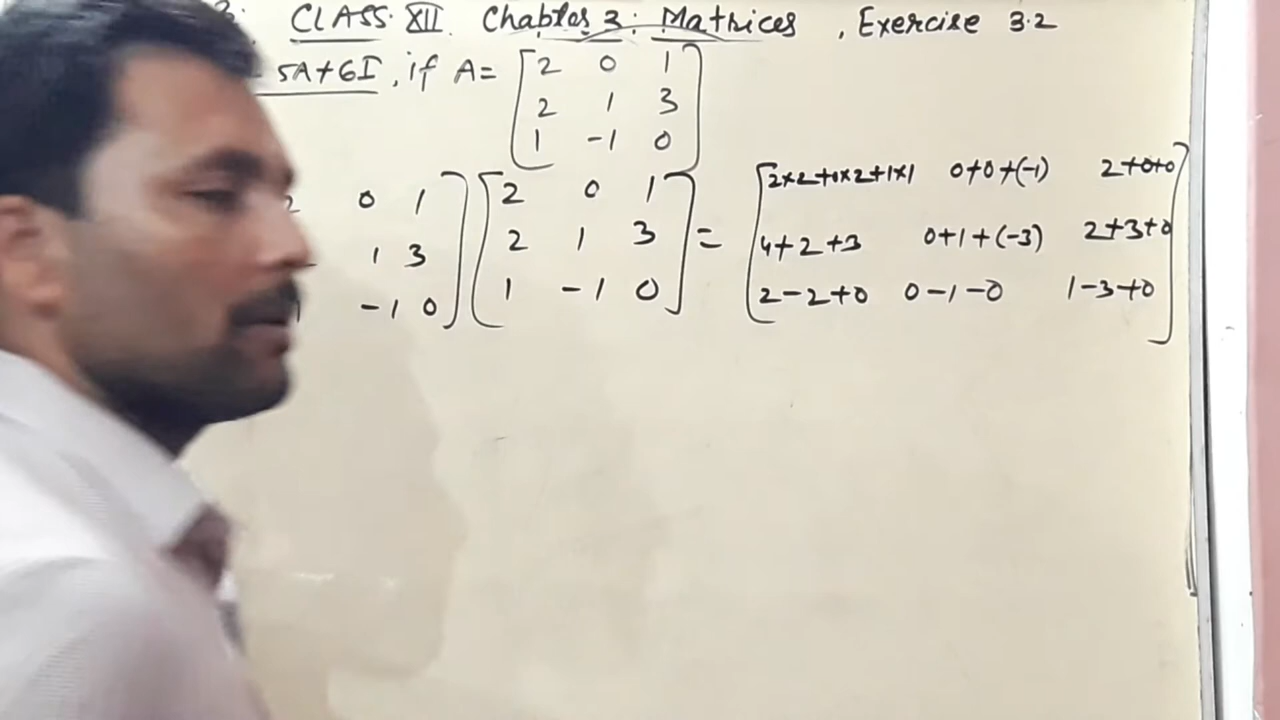 CLASS XII Chapter 3: Matrices , Exercise 3.2
5A+6I , if A= [2 0 1
2 1 3
1 -1 0]
0 1] [2 0 1] = [2×2+0×2+1×1 0+0+(-1) 2+0+0]
1 3 2 1 3 4+2+3 0+1+(-3) 2+3+0
-1 0 1 -1 0 2-2+0 0-1-0 1-3+0